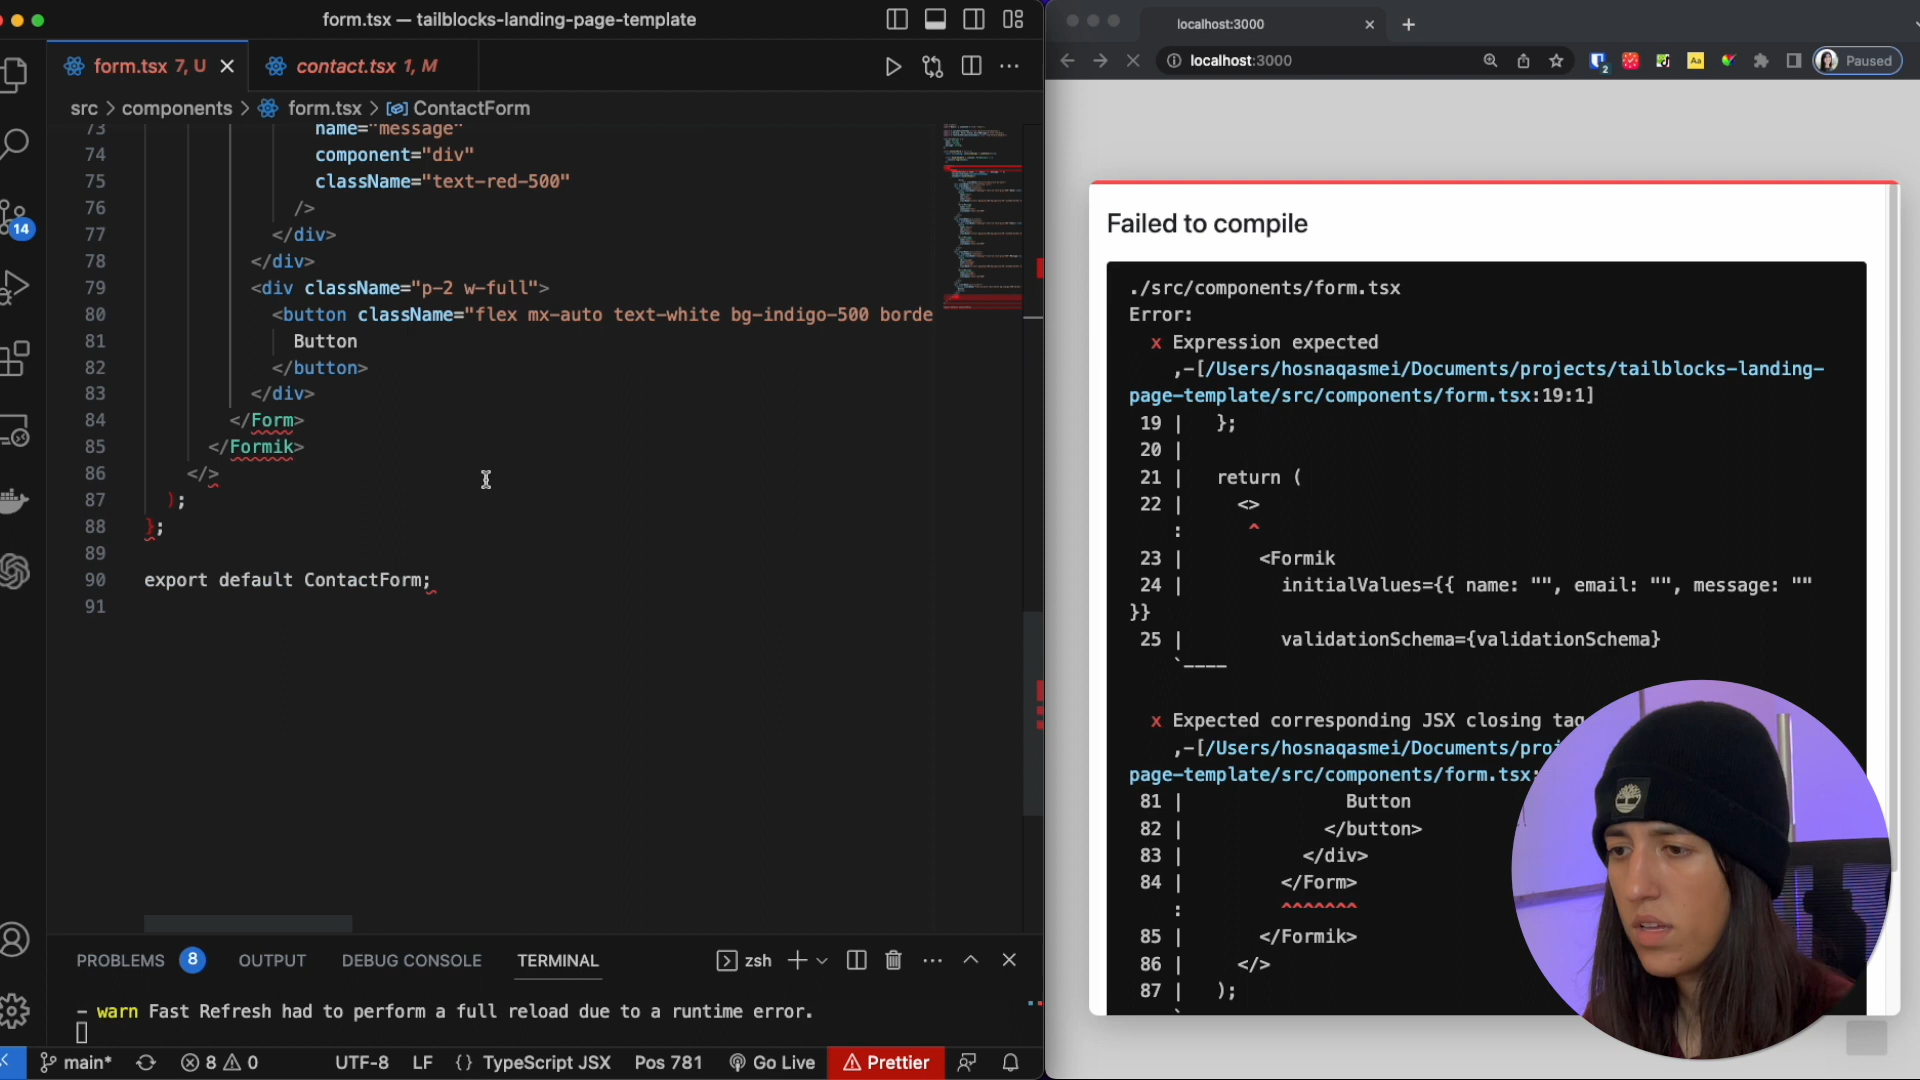 form.tsx — tailblocks-landing-page-template
form.tsx 7, U
contact.tsx 1, M
src > components > form.tsx > ContactForm
73 name="message"
74 component="div"
75 className="text-red-500"
76 />
77 </div>
78 </div>
79 <div className="p-2 w-full">
80 <button className="flex mx-auto text-white bg-indigo-500 borde
81 Button
82 </button>
83 </div>
84 </Form>
85 </Formik>
86 </>
87 );
88 };
89
90 export default ContactForm;
91
14
PROBLEMS 8 OUTPUT DEBUG CONSOLE TERMINAL zsh
- warn Fast Refresh had to perform a full reload due to a runtime error.
main* 8 0 UTF-8 LF {} TypeScript JSX Pos 781 Go Live Prettier
localhost:3000
localhost:3000
2
Aa
Paused
Failed to compile
./src/components/form.tsx
Error:
x Expression expected
,-[/Users/hosnaqasmei/Documents/projects/tailblocks-landing-
page-template/src/components/form.tsx:19:1]
19 | };
20 |
21 | return (
22 | <>
: ^
23 | <Formik
24 | initialValues={{ name: "", email: "", message: ""
}}
25 | validationSchema={validationSchema}
`----
x Expected corresponding JSX closing tag
,-[/Users/hosnaqasmei/Documents/proj
page-template/src/components/form.tsx:
81 | Button
82 | </button>
83 | </div>
84 | </Form>
: ^^^^^^^
85 | </Formik>
86 | </>
87 | );